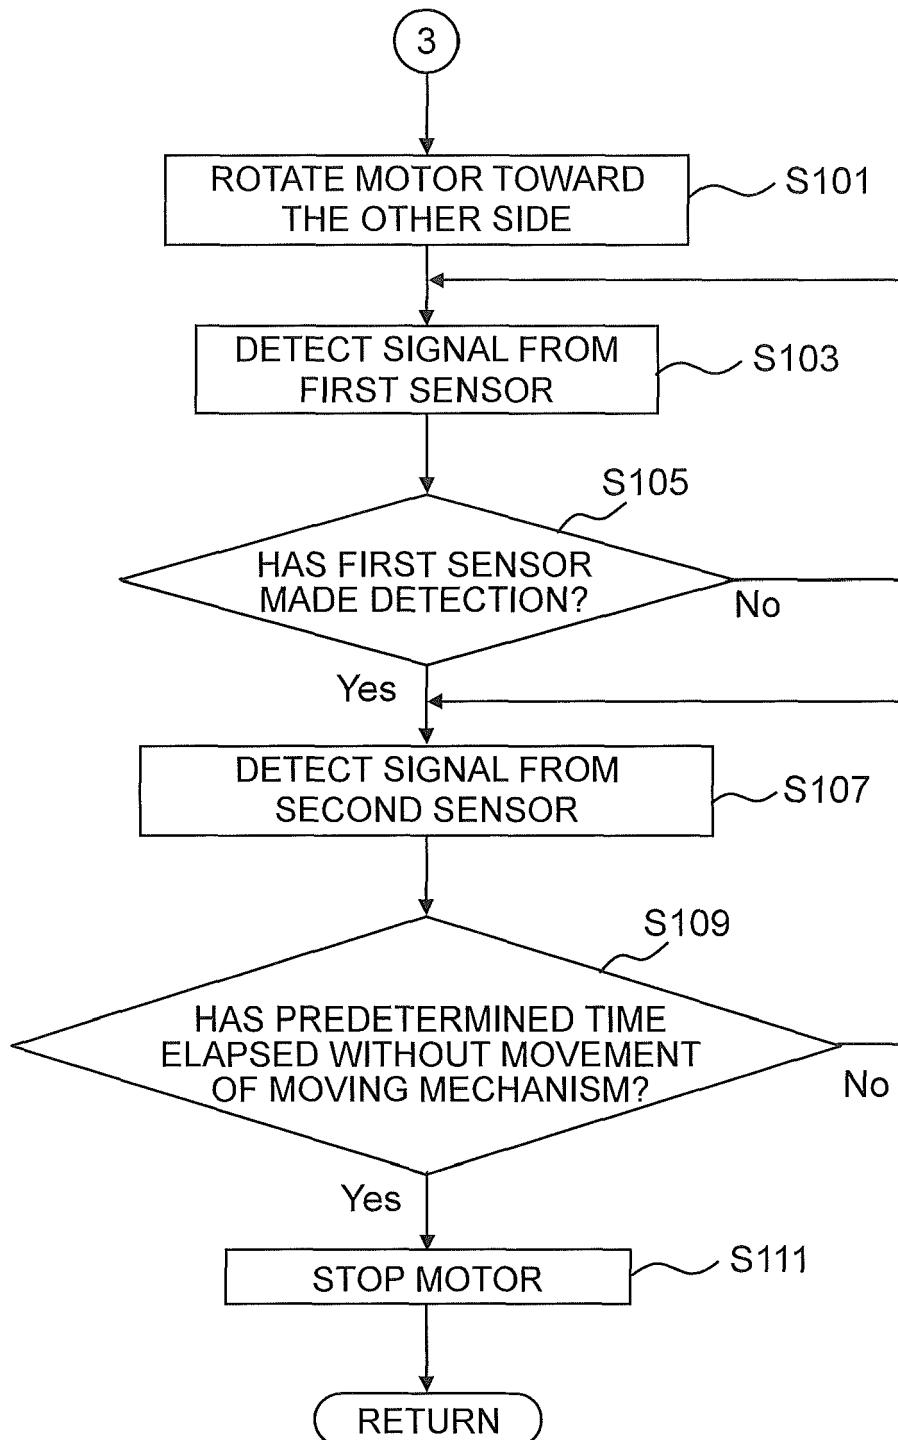 3
ROTATE MOTOR TOWARD
THE OTHER SIDE
S101
DETECT SIGNAL FROM
FIRST SENSOR
S103
S105
HAS FIRST SENSOR
MADE DETECTION?
No
Yes
DETECT SIGNAL FROM
SECOND SENSOR
S107
S109
HAS PREDETERMINED TIME
ELAPSED WITHOUT MOVEMENT
OF MOVING MECHANISM?
No
Yes
STOP MOTOR
S111
RETURN